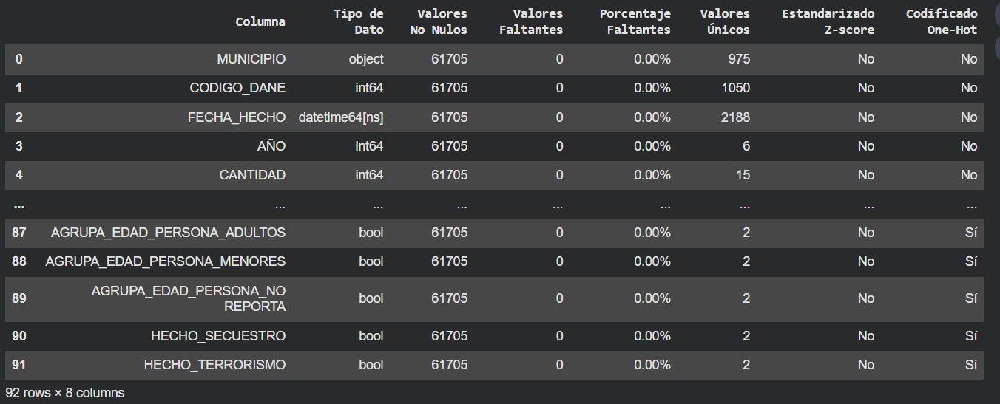 Columna Tipo de Dato Valores No Nulos Valores Faltantes Porcentaje Faltantes Valores Únicos Estandarizado Z-score Codificado One-Hot
0 MUNICIPIO object 61705 0 0.00% 975 No No
1 CODIGO_DANE int64 61705 0 0.00% 1050 No No
2 FECHA_HECHO datetime64[ns] 61705 0 0.00% 2188 No No
3 AÑO int64 61705 0 0.00% 6 No No
4 CANTIDAD int64 61705 0 0.00% 15 No No
... ... ... ... ... ... ... ... ...
87 AGRUPA_EDAD_PERSONA_ADULTOS bool 61705 0 0.00% 2 No Sí
88 AGRUPA_EDAD_PERSONA_MENORES bool 61705 0 0.00% 2 No Sí
89 AGRUPA_EDAD_PERSONA_NO REPORTA bool 61705 0 0.00% 2 No Sí
90 HECHO_SECUESTRO bool 61705 0 0.00% 2 No Sí
91 HECHO_TERRORISMO bool 61705 0 0.00% 2 No Sí
92 rows × 8 columns